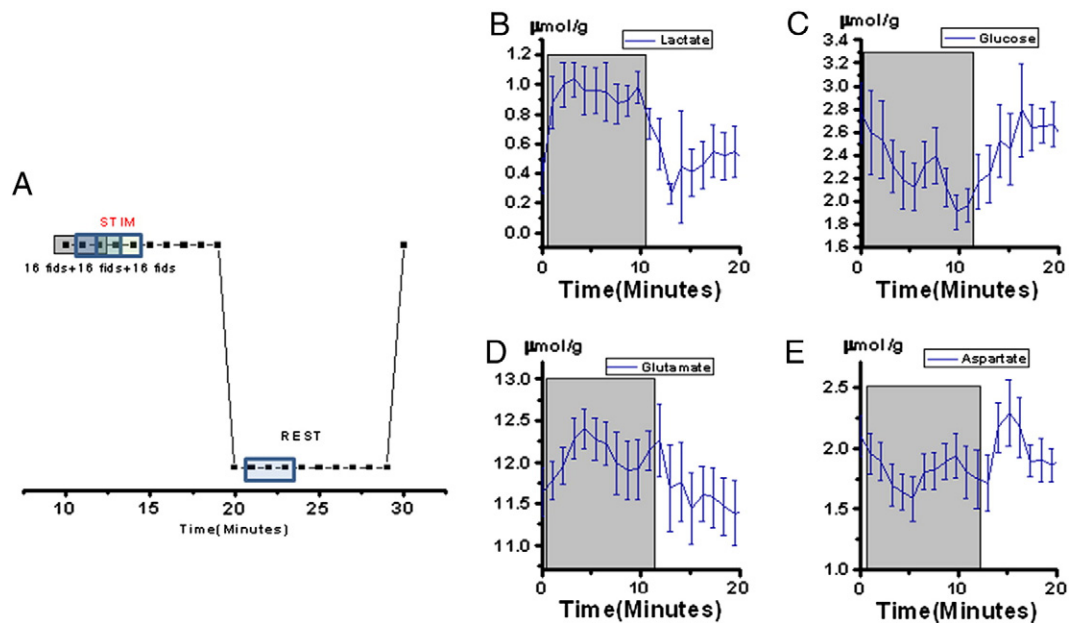 A
STIM
16 fids+16 fids+16 fids
REST
10 15 20 25 30
Time(Minutes)
B
μmol/g
Lactate
1.2
1.0
0.8
0.6
0.4
0.2
0.0
0 10 20
Time(Minutes)
C
μmol/g
Glucose
3.4
3.2
3.0
2.8
2.6
2.4
2.2
2.0
1.8
1.6
0 10 20
Time(Minutes)
D
μmol/g
Glutamate
13.0
12.5
12.0
11.5
11.0
0 10 20
Time(Minutes)
E
μmol/g
Aspartate
2.5
2.0
1.5
1.0
0 10 20
Time(Minutes)